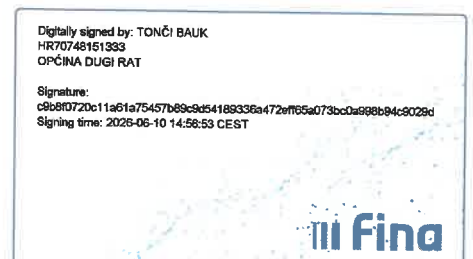 Digitally signed by: TONČI BAUK
HR70748151333
OPĆINA DUGI RAT
Signature:
c9b8f0720c11a61a75457b89c9d54189336a472eff65a073bc0a998b94c9029d
Signing time: 2026-06-10 14:56:53 CEST
fina